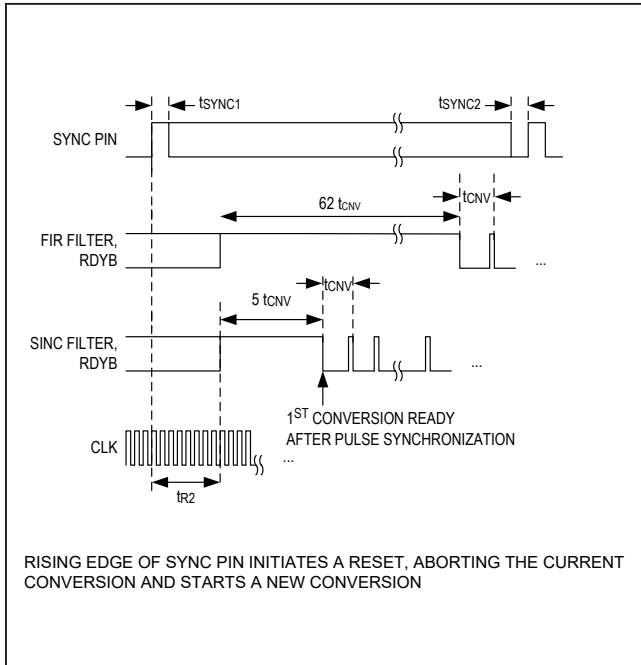 tSYNC1
tSYNC2
SYNC PIN
62 tCNV
tCNV
FIR FILTER,
RDYB
...
5 tCNV
tCNV
SINC FILTER,
RDYB
...
1ST CONVERSION READY
AFTER PULSE SYNCHRONIZATION
CLK
...
tR2
RISING EDGE OF SYNC PIN INITIATES A RESET, ABORTING THE CURRENT
CONVERSION AND STARTS A NEW CONVERSION